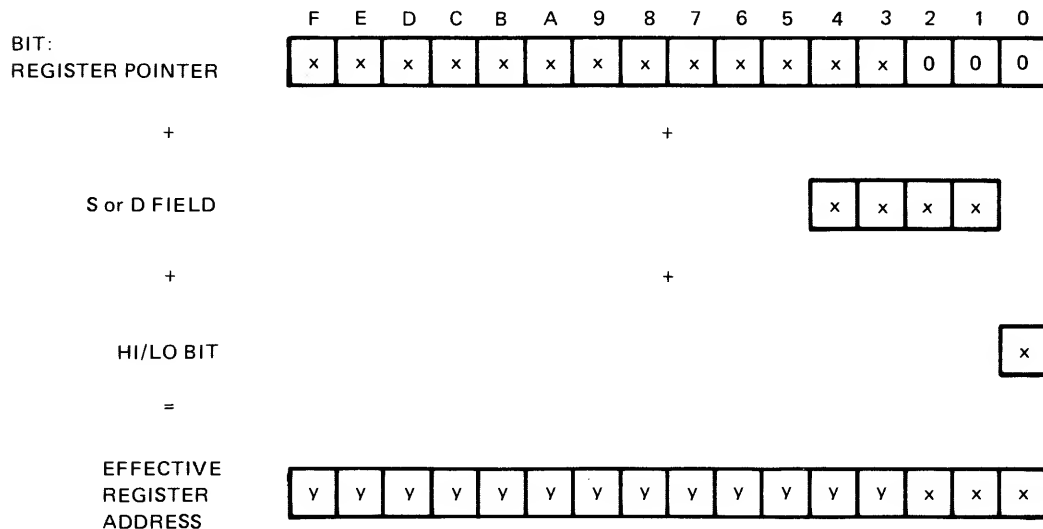 F E D C B A 9 8 7 6 5 4 3 2 1 0
BIT:
REGISTER POINTER x x x x x x x x x x x x x 0 0 0
+ +
S or D FIELD x x x x
+ +
HI/LO BIT x
=
EFFECTIVE
REGISTER y y y y y y y y y y y y y x x x
ADDRESS